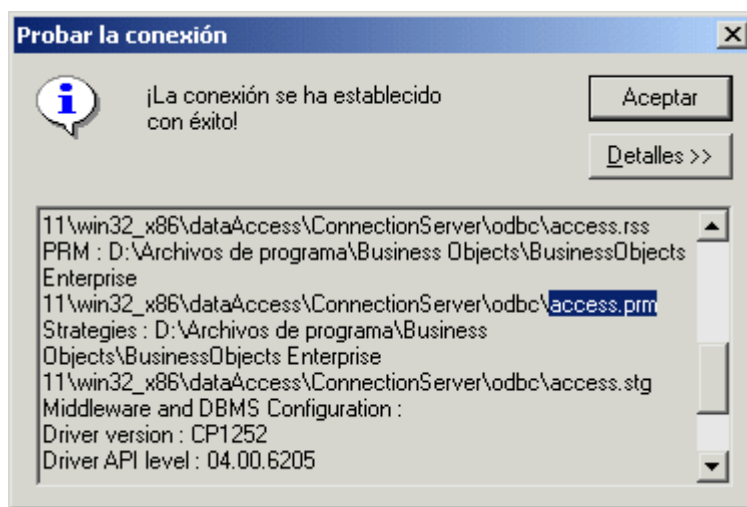 Probar la conexión
¡La conexión se ha establecido
con éxito!
Aceptar
Detalles >>
11\win32_x86\dataAccess\ConnectionServer\odbc\access.rss
PRM : D:\Archivos de programa\Business Objects\BusinessObjects
Enterprise
11\win32_x86\dataAccess\ConnectionServer\odbc\access.prm
Strategies : D:\Archivos de programa\Business
Objects\BusinessObjects Enterprise
11\win32_x86\dataAccess\ConnectionServer\odbc\access.stg
Middleware and DBMS Configuration :
Driver version : CP1252
Driver API level : 04.00.6205